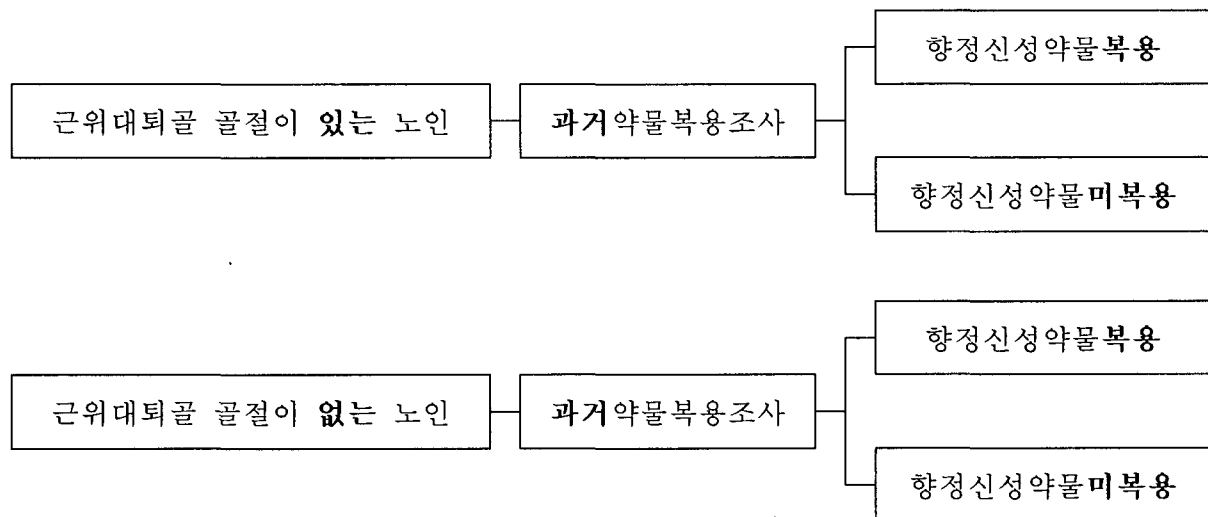 향정신성약물복용
근위대퇴골 골절이 있는 노인
과거약물복용조사
향정신성약물미복용
향정신성약물복용
근위대퇴골 골절이 없는 노인
과거약물복용조사
향정신성약물미복용